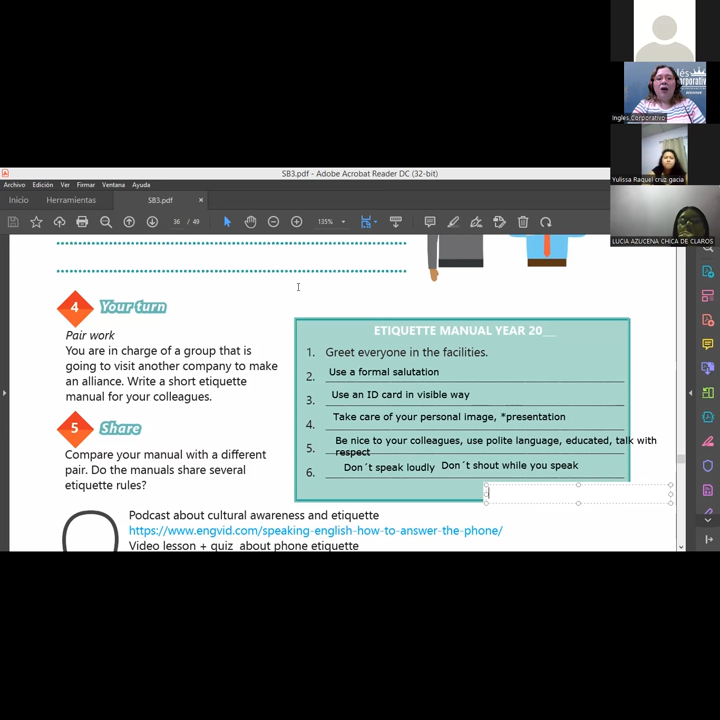 SB3.pdf - Adobe Acrobat Reader DC (32-bit)
Archivo Edición Ver Firmar Ventana Ayuda
Inicio Herramientas SB3.pdf ×
36 / 49 135%
Ingles Corporativo
Yulissa Raquel cruz gacia
LUCIA AZUCENA CHICA DE CLAROS
4 Your turn
Pair work
You are in charge of a group that is
going to visit another company to make
an alliance. Write a short etiquette
manual for your colleagues.
5 Share
Compare your manual with a different
pair. Do the manuals share several
etiquette rules?
ETIQUETTE MANUAL YEAR 20__
1. Greet everyone in the facilities.
2. Use a formal salutation
3. Use an ID card in visible way
4. Take care of your personal image, *presentation
5. Be nice to your colleagues, use polite language, educated, talk with
respect
6. Don´t speak loudly Don´t shout while you speak
Podcast about cultural awareness and etiquette
https://www.engvid.com/speaking-english-how-to-answer-the-phone/
Video lesson + quiz about phone etiquette